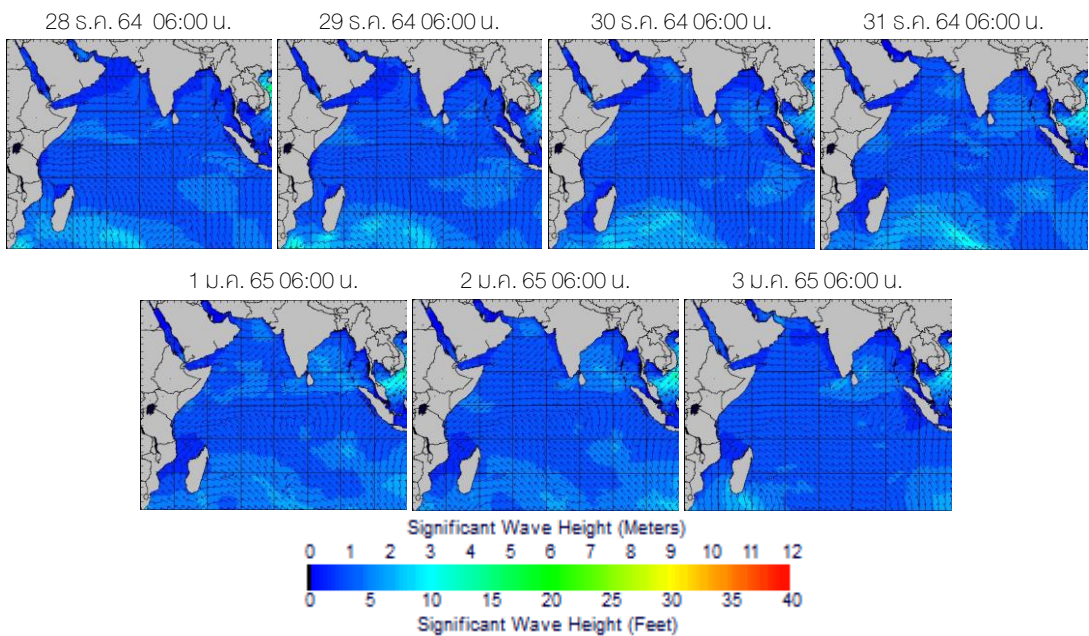 28 ธ.ค. 64 06:00 น.
29 ธ.ค. 64 06:00 น.
30 ธ.ค. 64 06:00 น.
31 ธ.ค. 64 06:00 น.
1 ม.ค. 65 06:00 น.
2 ม.ค. 65 06:00 น.
3 ม.ค. 65 06:00 น.
Significant Wave Height (Meters)
0 1 2 3 4 5 6 7 8 9 10 11 12
0 5 10 15 20 25 30 35 40
Significant Wave Height (Feet)